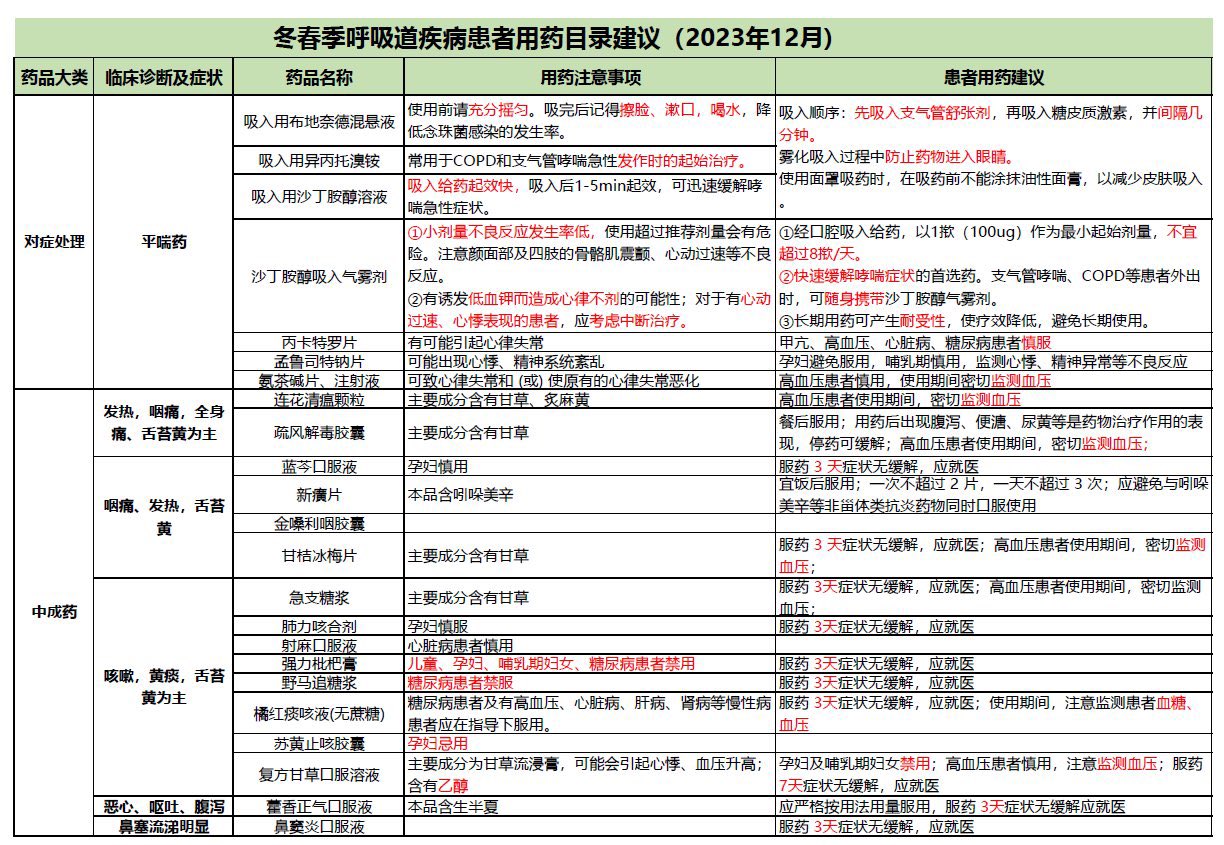 冬春季呼吸道疾病患者用药目录建议（2023年12月)
药品大类 临床诊断及症状 药品名称 用药注意事项 患者用药建议
对症处理
平喘药
吸入用布地奈德混悬液
使用前请充分摇匀。吸完后记得擦脸、漱口，喝水，降
低念珠菌感染的发生率。
吸入顺序：先吸入支气管舒张剂，再吸入糖皮质激素，并间隔几
分钟。
雾化吸入过程中防止药物进入眼睛。
使用面罩吸药时，在吸药前不能涂抹油性面膏，以减少皮肤吸入
。
吸入用异丙托溴铵
常用于COPD和支气管哮喘急性发作时的起始治疗。
吸入用沙丁胺醇溶液
吸入给药起效快，吸入后1-5min起效，可迅速缓解哮
喘急性症状。
沙丁胺醇吸入气雾剂
①小剂量不良反应发生率低，使用超过推荐剂量会有危
险。注意颜面部及四肢的骨骼肌震颤、心动过速等不良
反应。
②有诱发低血钾而造成心律不剂的可能性；对于有心动
过速、心悸表现的患者，应考虑中断治疗。
①经口腔吸入给药，以1揿（100ug）作为最小起始剂量，不宜
超过8揿/天。
②快速缓解哮喘症状的首选药。支气管哮喘、COPD等患者外出
时，可随身携带沙丁胺醇气雾剂。
③长期用药可产生耐受性，使疗效降低，避免长期使用。
丙卡特罗片 有可能引起心律失常 甲亢、高血压、心脏病、糖尿病患者慎服
孟鲁司特钠片 可能出现心悸、精神系统紊乱 孕妇避免服用，哺乳期慎用，监测心悸、精神异常等不良反应
氨茶碱片、注射液 可致心律失常和 (或) 使原有的心律失常恶化 高血压患者慎用，使用期间密切监测血压
中成药
发热，咽痛，全身
痛、舌苔黄为主
连花清瘟颗粒 主要成分含有甘草、炙麻黄 高血压患者使用期间，密切监测血压
疏风解毒胶囊 主要成分含有甘草
餐后服用；用药后出现腹泻、便溏、尿黄等是药物治疗作用的表
现，停药可缓解；高血压患者使用期间，密切监测血压；
咽痛、发热，舌苔
黄
蓝芩口服液 孕妇慎用 服药 3 天症状无缓解，应就医
新癀片 本品含吲哚美辛
宜饭后服用；一次不超过 2 片，一天不超过 3 次；应避免与吲哚
美辛等非甾体类抗炎药物同时口服使用
金嗓利咽胶囊
甘桔冰梅片 主要成分含有甘草
服药 3 天症状无缓解，应就医；高血压患者使用期间，密切监测
血压；
咳嗽，黄痰，舌苔
黄为主
急支糖浆 主要成分含有甘草
服药 3天症状无缓解，应就医；高血压患者使用期间，密切监测
血压；
肺力咳合剂 孕妇慎服 服药 3天症状无缓解，应就医
射麻口服液 心脏病患者慎用
强力枇杷膏 儿童、孕妇、哺乳期妇女、糖尿病患者禁用 服药 3天症状无缓解，应就医
野马追糖浆 糖尿病患者禁服 服药 3天症状无缓解，应就医
橘红痰咳液(无蔗糖)
糖尿病患者及有高血压、心脏病、肝病、肾病等慢性病
患者应在指导下服用。
服药 3天症状无缓解，应就医；使用期间，注意监测患者血糖、
血压
苏黄止咳胶囊 孕妇忌用
复方甘草口服溶液
主要成分为甘草流浸膏，可能会引起心悸、血压升高；
含有乙醇
孕妇及哺乳期妇女禁用；高血压患者慎用，注意监测血压；服药
7天症状无缓解，应就医
恶心、呕吐、腹泻 藿香正气口服液 本品含生半夏 应严格按用法用量服用，服药 3天症状无缓解应就医
鼻塞流涕明显 鼻窦炎口服液 服药 3天症状无缓解，应就医